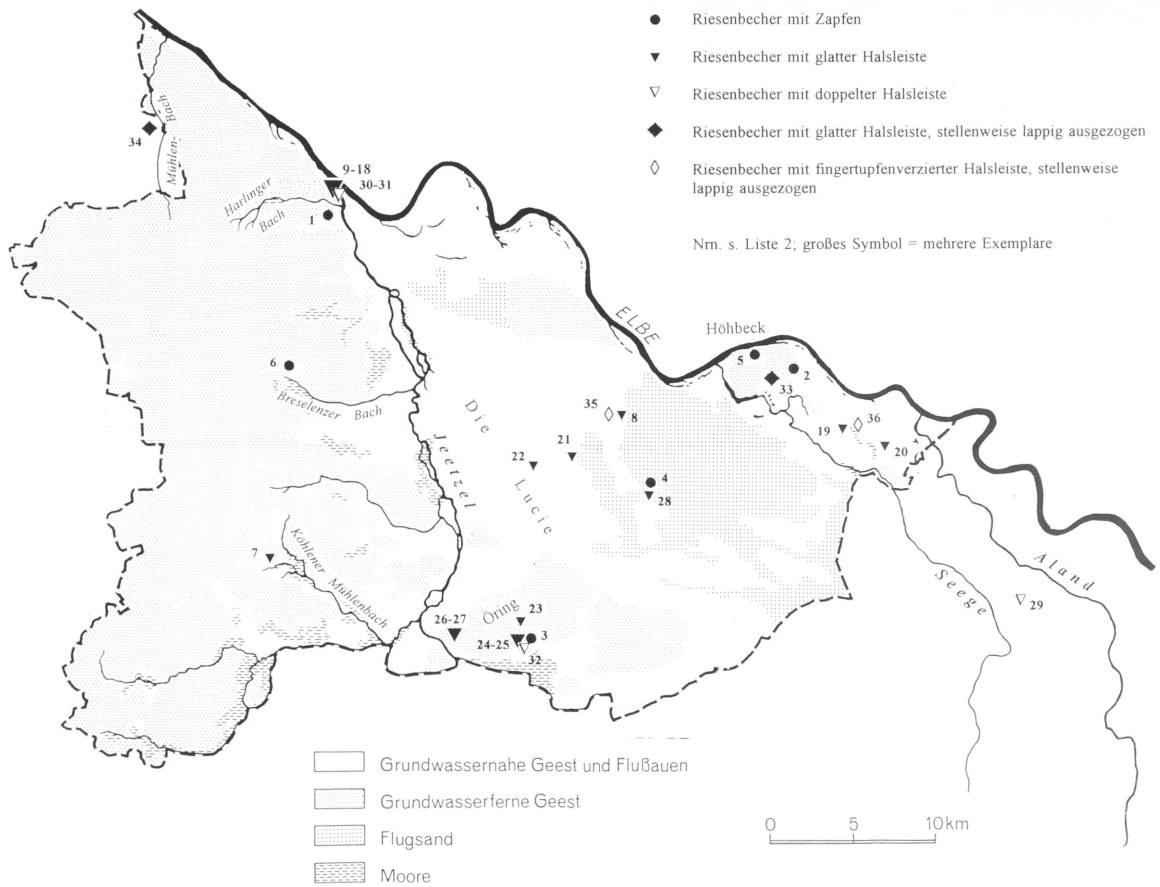 Riesenbecher mit Zapfen
Riesenbecher mit glatter Halsleiste
Riesenbecher mit doppelter Halsleiste
Riesenbecher mit glatter Halsleiste, stellenweise lappig ausgezogen
Riesenbecher mit fingertupfenverzierter Halsleiste, stellenweise
lappig ausgezogen
Nrn. s. Liste 2; großes Symbol = mehrere Exemplare
34
Mühlen-
Bach
9-18
30-31
Harlinger
Bach
1
ELBE
Höhbeck
5
2
33
6
Breselenzer
Bach
Die
Lucie
Jeetzel
35
8
19
36
20
21
22
4
28
7
Köhlener Mühlenbach
Öring
23
26-27
24-25
3
32
Seege
Aland
29
Grundwassernahe Geest und Flußauen
Grundwasserferne Geest
Flugsand
Moore
0 5 10 km